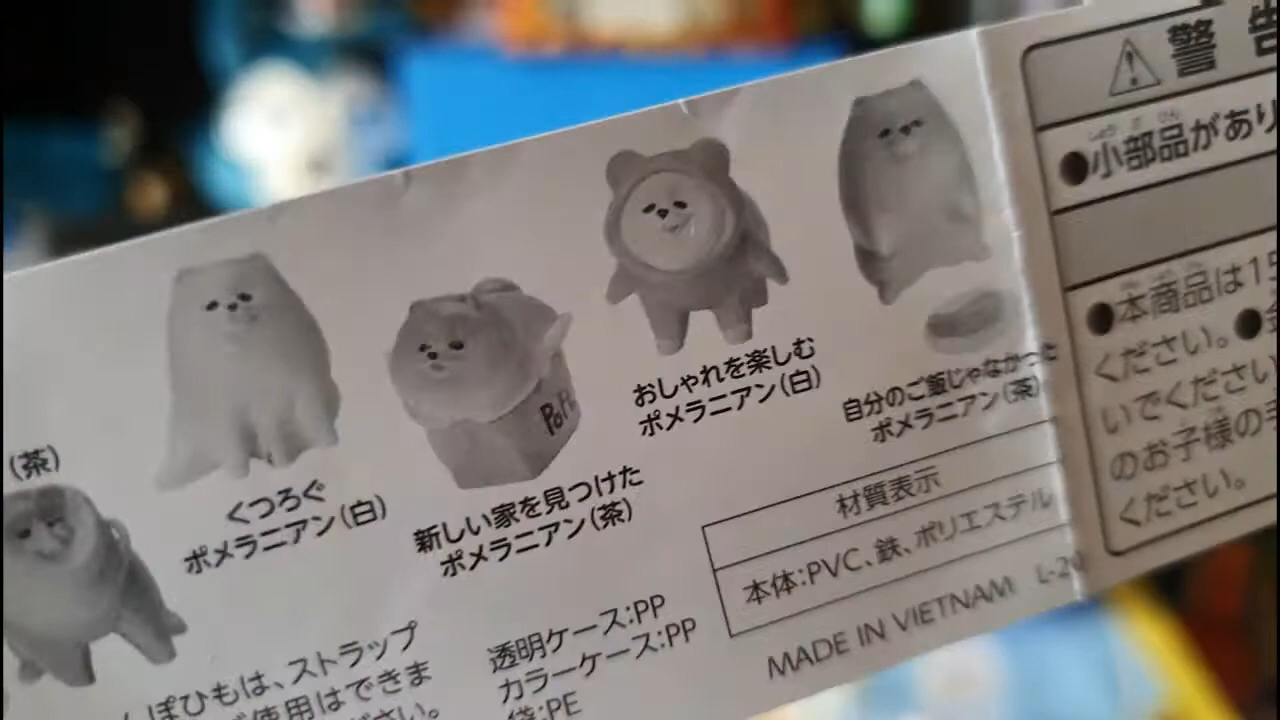 (茶)
くつろぐ
ポメラニアン(白)
新しい家を見つけた
ポメラニアン(茶)
おしゃれを楽しむ
ポメラニアン(白)
自分のご飯じゃなかった
ポメラニアン(茶)
ぽひもは、ストラップ
使用はできま
ださい。
透明ケース:PP
カラーケース:PP
袋:PE
材質表示
本体:PVC、鉄、ポリエステル
MADE IN VIETNAM
警告
●小部品があり
●本商品は15
ください。●
いでください
のお子様の手
ください。